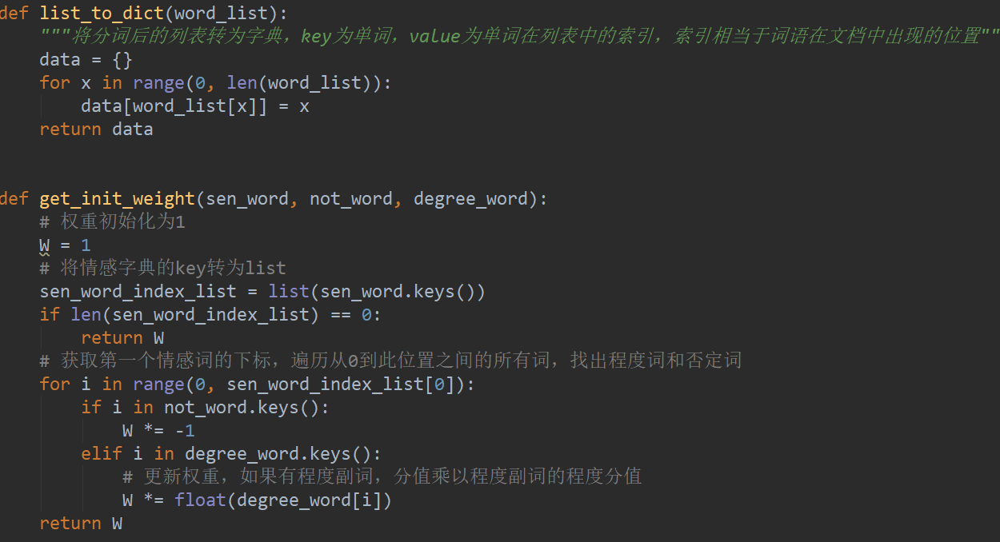 def list_to_dict(word_list):
    """将分词后的列表转为字典，key为单词，value为单词在列表中的索引，索引相当于词语在文档中出现的位置""
    data = {}
    for x in range(0, len(word_list)):
        data[word_list[x]] = x
    return data
def get_init_weight(sen_word, not_word, degree_word):
    # 权重初始化为1
    W = 1
    # 将情感字典的key转为list
    sen_word_index_list = list(sen_word.keys())
    if len(sen_word_index_list) == 0:
        return W
    # 获取第一个情感词的下标，遍历从0到此位置之间的所有词，找出程度词和否定词
    for i in range(0, sen_word_index_list[0]):
        if i in not_word.keys():
            W *= -1
        elif i in degree_word.keys():
            # 更新权重，如果有程度副词，分值乘以程度副词的程度分值
            W *= float(degree_word[i])
    return W